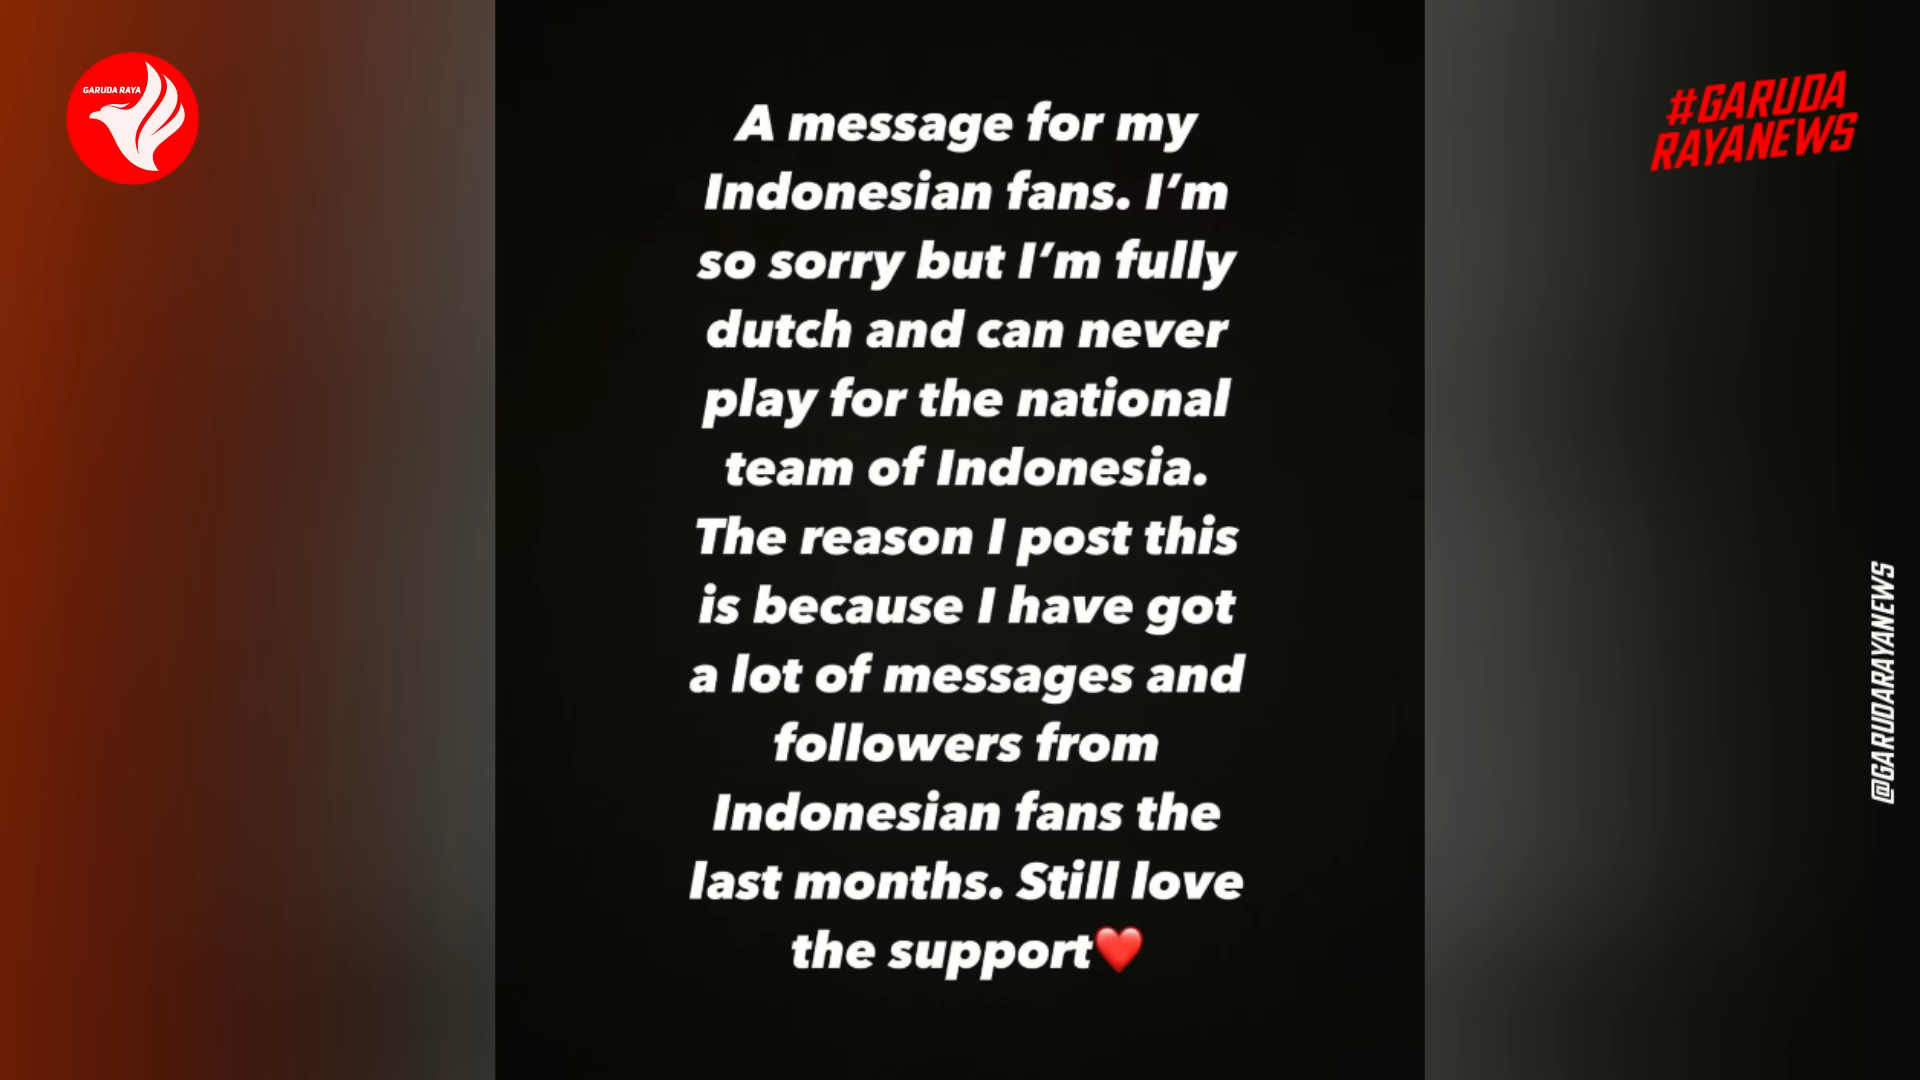 GARUDA RAYA
#GARUDA
RAYANEWS
A message for my
Indonesian fans. I’m
so sorry but I’m fully
dutch and can never
play for the national
team of Indonesia.
The reason I post this
is because I have got
a lot of messages and
followers from
Indonesian fans the
last months. Still love
the support❤️
@GARUDARAYANEWS